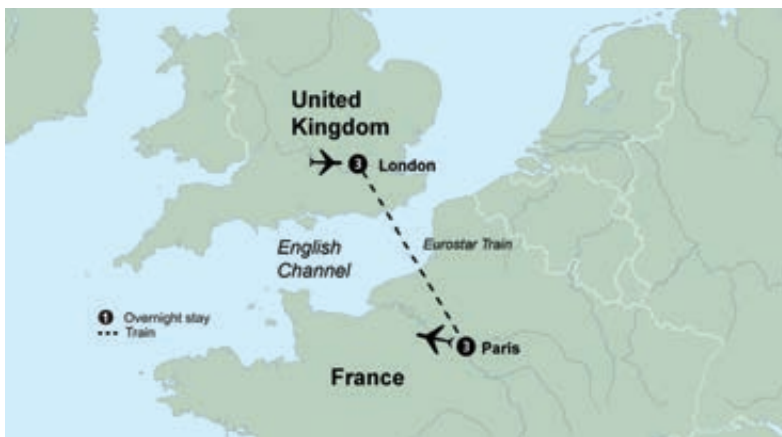 United
Kingdom
3 London
English
Channel
Eurostar Train
1 Overnight stay
Train
3 Paris
France